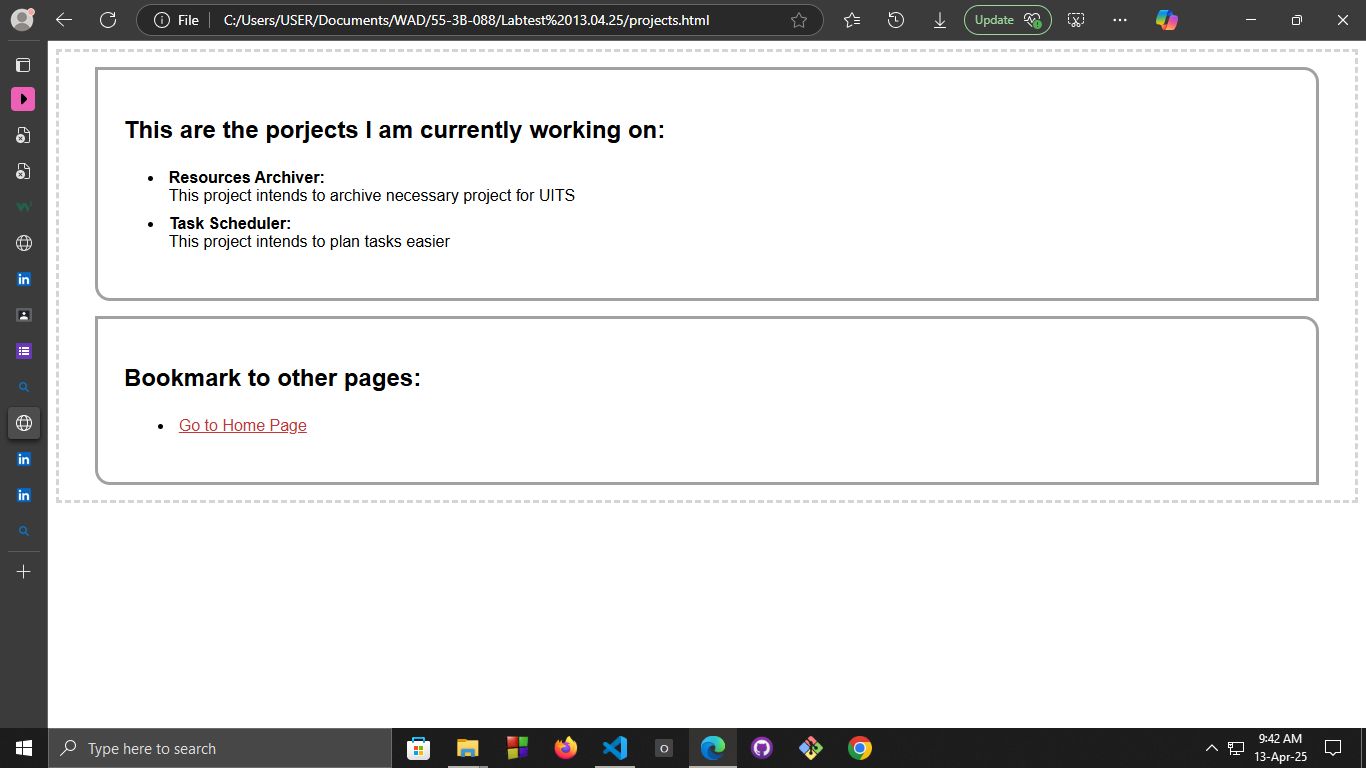 File
C:/Users/USER/Documents/WAD/55-3B-088/Labtest%2013.04.25/projects.html
Update
This are the porjects I am currently working on:
Resources Archiver:
This project intends to archive necessary project for UITS
Task Scheduler:
This project intends to plan tasks easier
Bookmark to other pages:
Go to Home Page
Type here to search
9:42 AM
13-Apr-25